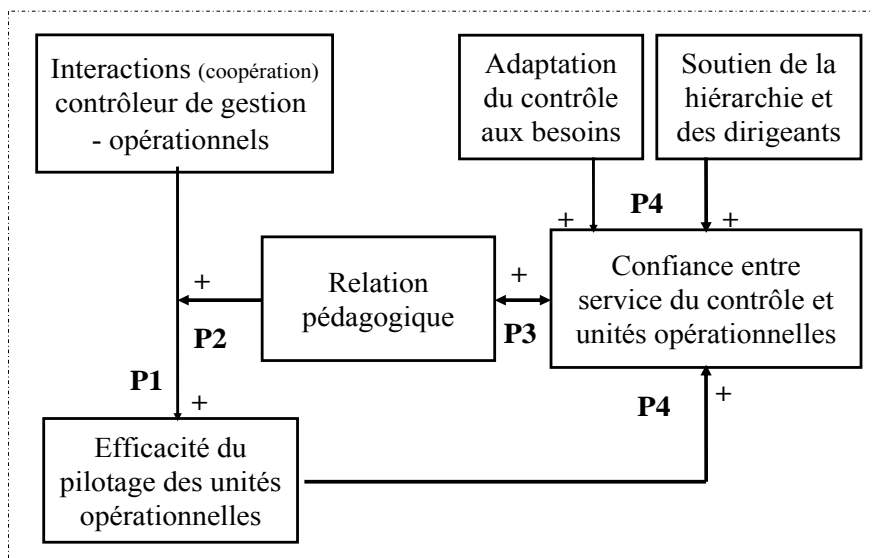 Interactions (coopération)
contrôleur de gestion
- opérationnels
Adaptation
du contrôle
aux besoins
Soutien de la
hiérarchie et
des dirigeants
+
P4
+
Relation
pédagogique
Confiance entre
service du contrôle et
unités opérationnelles
+
+
P2
P3
P1
+
P4
+
Efficacité du
pilotage des unités
opérationnelles